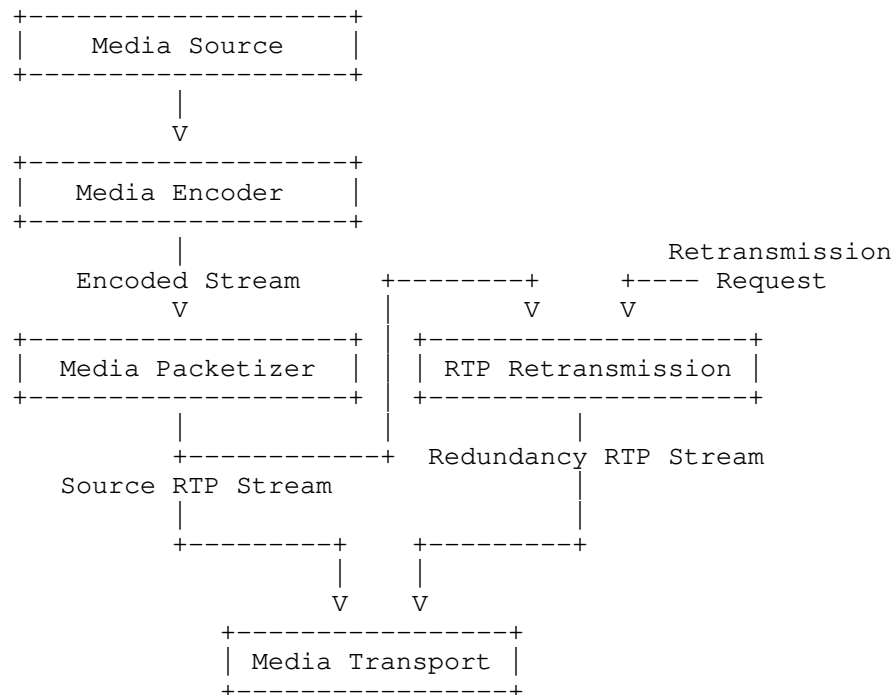 Media Source
Media Encoder
Retransmission
Encoded Stream
Request
V
V
V
V
Media Packetizer
RTP Retransmission
Redundancy RTP Stream
Source RTP Stream
V
V
Media Transport